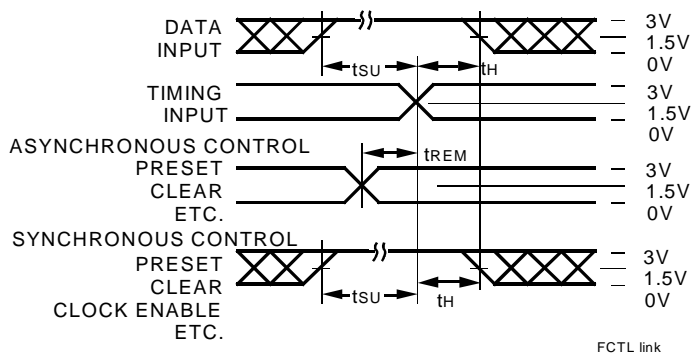 DATA
INPUT
3V
1.5V
0V
tSU
tH
TIMING
INPUT
3V
1.5V
0V
ASYNCHRONOUS CONTROL
PRESET
CLEAR
ETC.
tREM
3V
1.5V
0V
SYNCHRONOUS CONTROL
PRESET
CLEAR
CLOCK ENABLE
ETC.
tSU
tH
3V
1.5V
0V
FCTL link